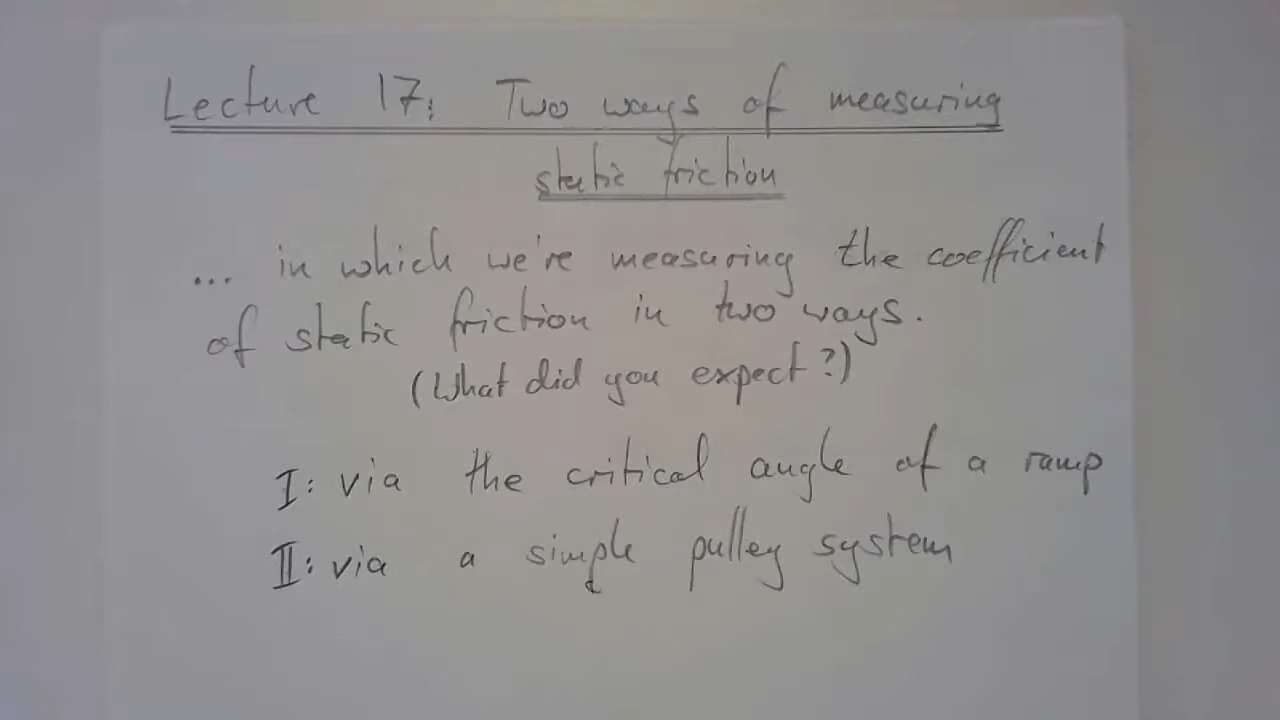 Lecture 17: Two ways of measuring
static friction
... in which we're measuring the coefficient
of static friction in two ways.
(What did you expect?)
I: via the critical angle of a ramp
II: via a simple pulley system